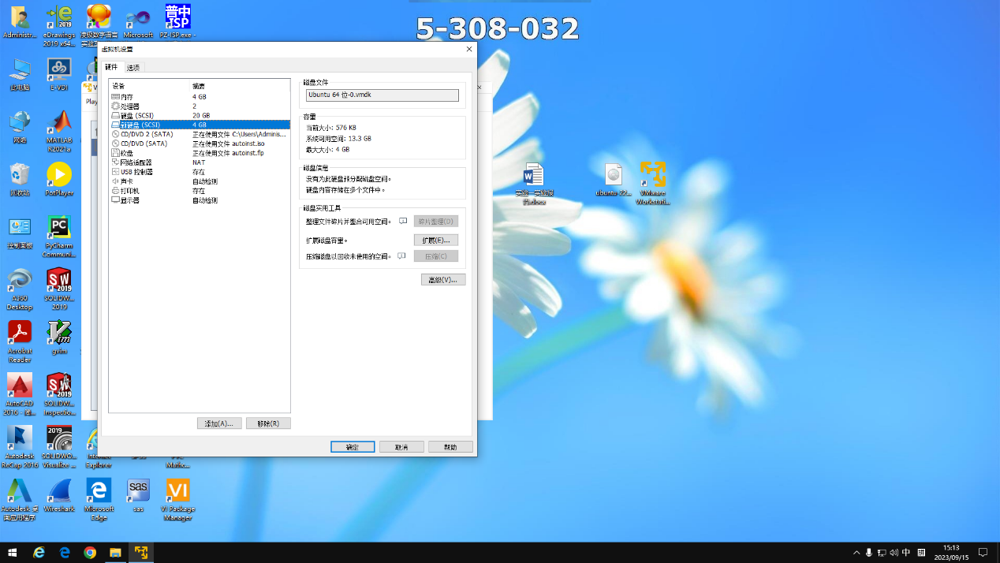 5-308-032
Administr...
eDrawings
2019 x64...
Microsoft
PZ-ISP.exe -
普中
ISP
虚拟机设置
硬件
选项
设备
摘要
内存
4 GB
处理器
2
硬盘 (SCSI)
20 GB
新硬盘 (SCSI)
4 GB
CD/DVD 2 (SATA)
正在使用文件 C:\Users\Adminis...
CD/DVD (SATA)
正在使用文件 autoinst.iso
软盘
正在使用文件 autoinst.flp
网络适配器
NAT
USB 控制器
存在
声卡
自动检测
打印机
存在
显示器
自动检测
添加(A)...
移除(R)
磁盘文件
Ubuntu 64 位-0.vmdk
容量
当前大小: 576 KB
系统可用空间: 13.3 GB
最大大小: 4 GB
磁盘信息
没有为此硬盘预分配磁盘空间。
硬盘内容存储在多个文件中。
磁盘实用工具
整理文件碎片并整合可用空间。
碎片整理(D)
扩展磁盘容量。
扩展(E)...
压缩磁盘以回收未使用的空间。
压缩(C)
高级(V)...
确定
取消
帮助
Play
此电脑
E-VDI
网络
MATLAB
R2021a
回收站
PotPlayer
控制面板
PyCharm
Communi...
A360
Desktop
SOLIDW...
2019
Acrobat
Reader
gvim
AutoCAD
2016 - 简...
SOLIDW...
Inspectio...
Autodesk
ReCap 2016
SOLIDWO...
Visualize ...
Internet
Explorer
Mathc...
Autodesk 桌
面应用程序
Wireshark
Microsoft
Edge
sas
VI Package
Manager
实验一实验报
告.docx
ubuntu-22...
VMware
Workstati...
中
15:13
2023/09/15